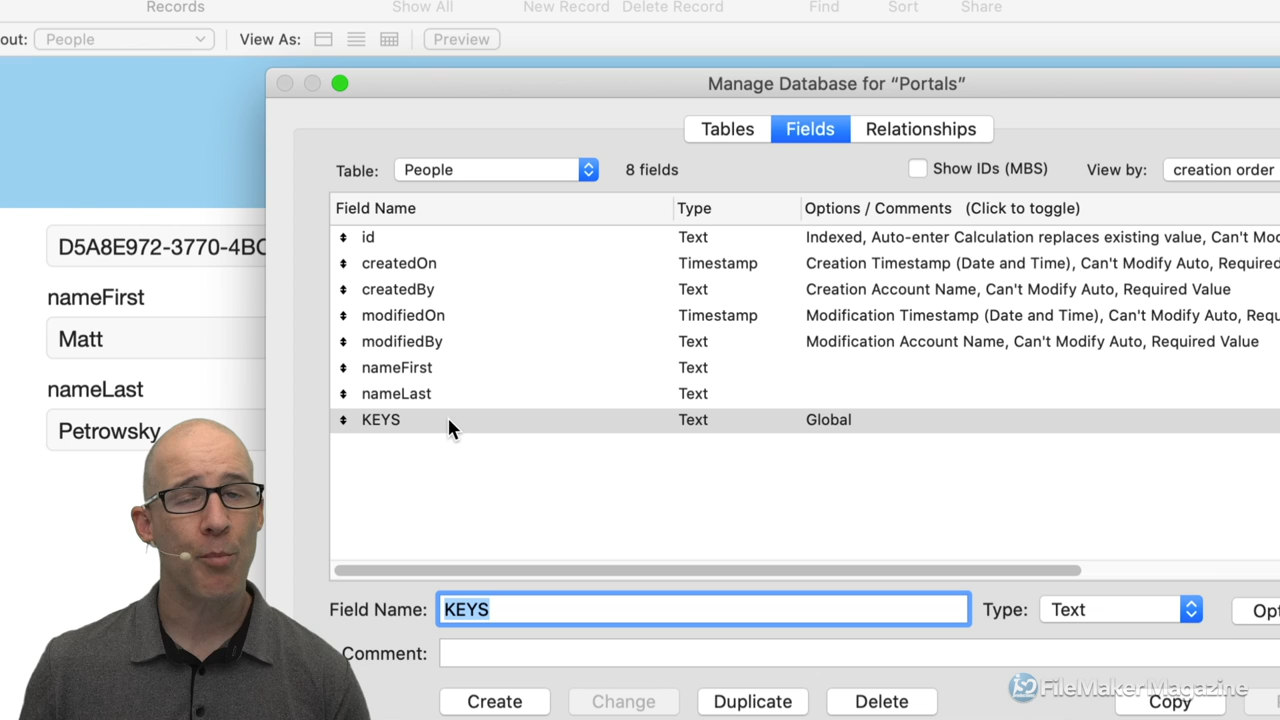 Records
Show All
New Record
Delete Record
Find
Sort
Share
out:
People
View As:
Preview
Manage Database for “Portals”
Tables
Fields
Relationships
Table:
People
8 fields
Show IDs (MBS)
View by:
creation order
Field Name
Type
Options / Comments (Click to toggle)
id
Text
Indexed, Auto-enter Calculation replaces existing value, Can't Mod
createdOn
Timestamp
Creation Timestamp (Date and Time), Can't Modify Auto, Required
createdBy
Text
Creation Account Name, Can't Modify Auto, Required Value
modifiedOn
Timestamp
Modification Timestamp (Date and Time), Can't Modify Auto, Requ
modifiedBy
Text
Modification Account Name, Can't Modify Auto, Required Value
nameFirst
Text
nameLast
Text
KEYS
Text
Global
D5A8E972-3770-4BC
nameFirst
Matt
nameLast
Petrowsky
Field Name:
KEYS
Type:
Text
Opt
Comment:
FileMakerMagazine
Create
Change
Duplicate
Delete
Copy